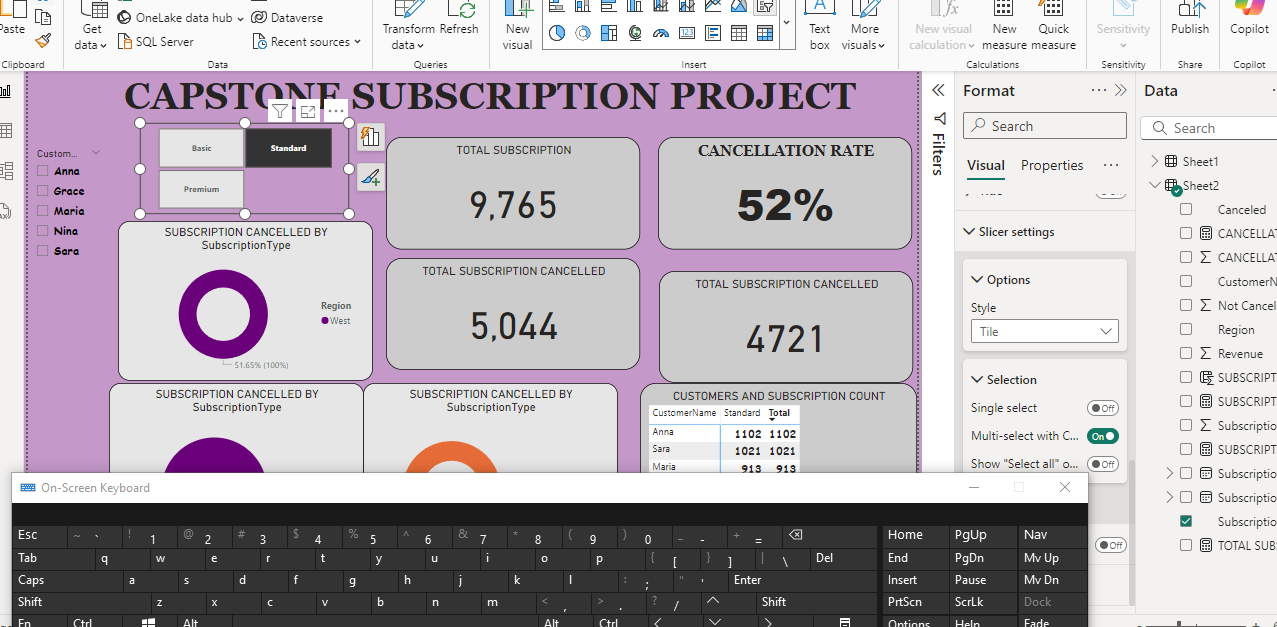 Paste
Get
data
OneLake data hub
SQL Server
Dataverse
Recent sources
Transform
data
Refresh
New
visual
Text
box
More
visuals
New visual
calculation
New
measure
Quick
measure
Sensitivity
Publish
Copilot
Clipboard
Data
Queries
Insert
Calculations
Sensitivity
Share
Copilot
CAPSTONE SUBSCRIPTION PROJECT
Custom...
Anna
Grace
Maria
Nina
Sara
Basic
Standard
Premium
TOTAL SUBSCRIPTION
9,765
CANCELLATION RATE
52%
SUBSCRIPTION CANCELLED BY
SubscriptionType
Region
West
51.65% (100%)
TOTAL SUBSCRIPTION CANCELLED
5,044
TOTAL SUBSCRIPTION CANCELLED
4721
SUBSCRIPTION CANCELLED BY
SubscriptionType
SUBSCRIPTION CANCELLED BY
SubscriptionType
CUSTOMERS AND SUBSCRIPTION COUNT
CustomerName Standard Total
Anna 1102 1102
Sara 1021 1021
Maria 913 913
Filters
Format
Search
Visual Properties
Slicer settings
Options
Style
Tile
Selection
Single select Off
Multi-select with C... On
Show "Select all" o... Off
Off
Data
Search
Sheet1
Sheet2
Canceled
CANCELLAT
CANCELLAT
CustomerN
Not Cancel
Region
Revenue
SUBSCRIPT
SUBSCRIPT
Subscriptio
SUBSCRIPT
Subscriptio
Subscriptio
Subscriptio
TOTAL SUB
On-Screen Keyboard
Esc ~ ` ! 1 @ 2 # 3 $ 4 % 5 ^ 6 & 7 * 8 ( 9 ) 0 _ - + = Home PgUp Nav
Tab q w e r t y u i o p { [ } ] | \ Del End PgDn Mv Up
Caps a s d f g h j k l : ; " ' Enter Insert Pause Mv Dn
Shift z x c v b n m < , > . ? / Shift PrtScn ScrLk Dock
Fn Ctrl Alt Alt Ctrl Options Help Fade